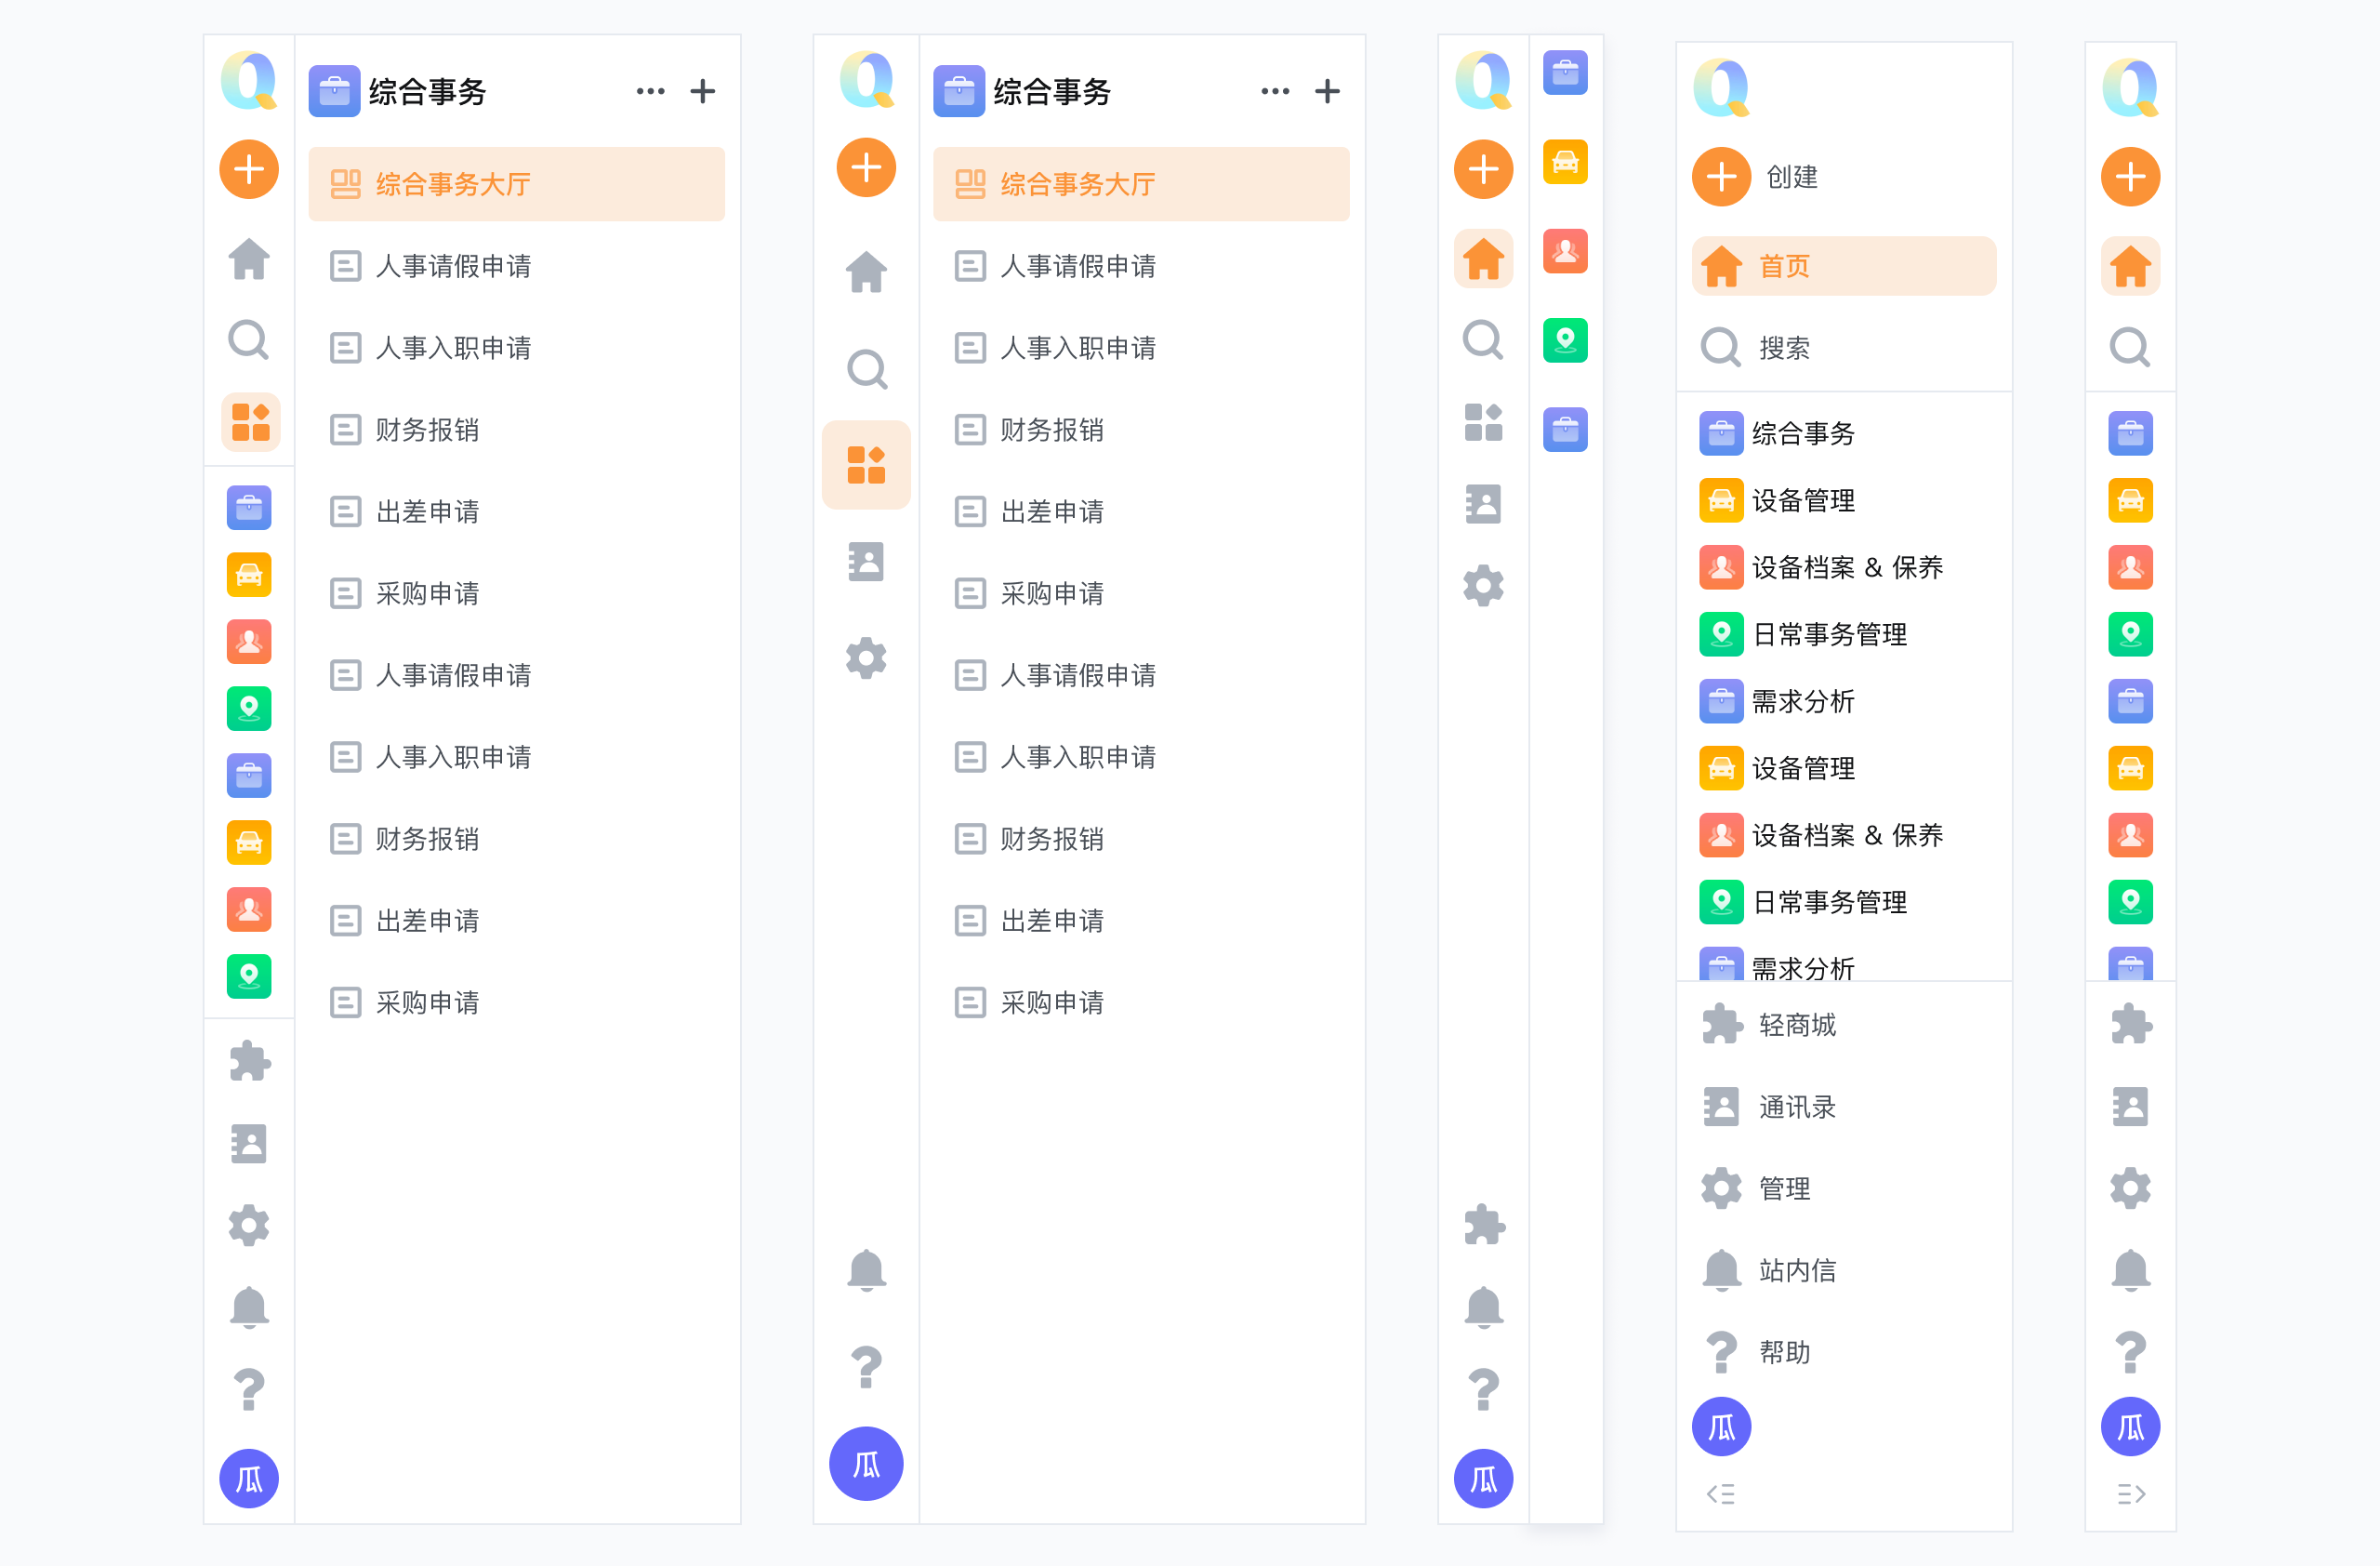 综合事务
综合事务大厅
人事请假申请
人事入职申请
财务报销
出差申请
采购申请
人事请假申请
人事入职申请
财务报销
出差申请
采购申请
瓜
综合事务
综合事务大厅
人事请假申请
人事入职申请
财务报销
出差申请
采购申请
人事请假申请
人事入职申请
财务报销
出差申请
采购申请
瓜
瓜
创建
首页
搜索
综合事务
设备管理
设备档案 & 保养
日常事务管理
需求分析
设备管理
设备档案 & 保养
日常事务管理
需求分析
轻商城
通讯录
管理
站内信
帮助
瓜
瓜